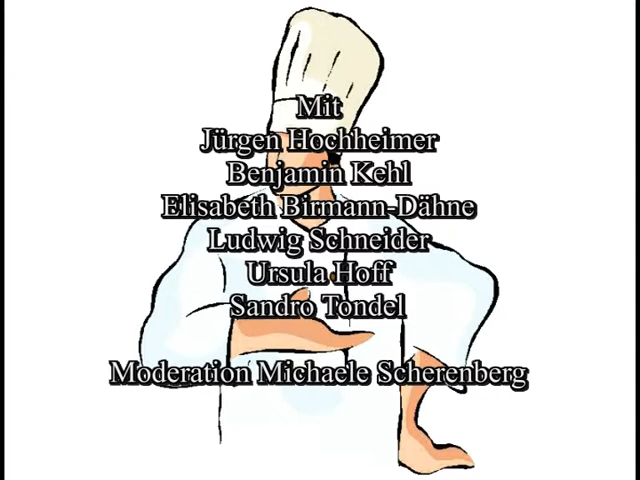 Mit
Jürgen Hochheimer
Benjamin Kehl
Elisabeth Birmann-Dähne
Ludwig Schneider
Ursula Hoff
Sandro Tondel
Moderation Michaele Scherenberg